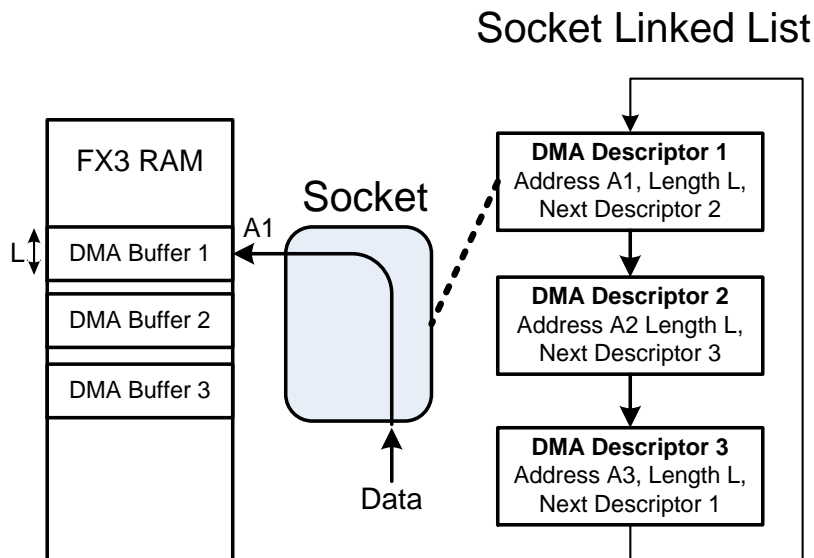 Socket Linked List
FX3 RAM
L
DMA Buffer 1
DMA Buffer 2
DMA Buffer 3
A1
Socket
Data
DMA Descriptor 1
Address A1, Length L,
Next Descriptor 2
DMA Descriptor 2
Address A2 Length L,
Next Descriptor 3
DMA Descriptor 3
Address A3, Length L,
Next Descriptor 1